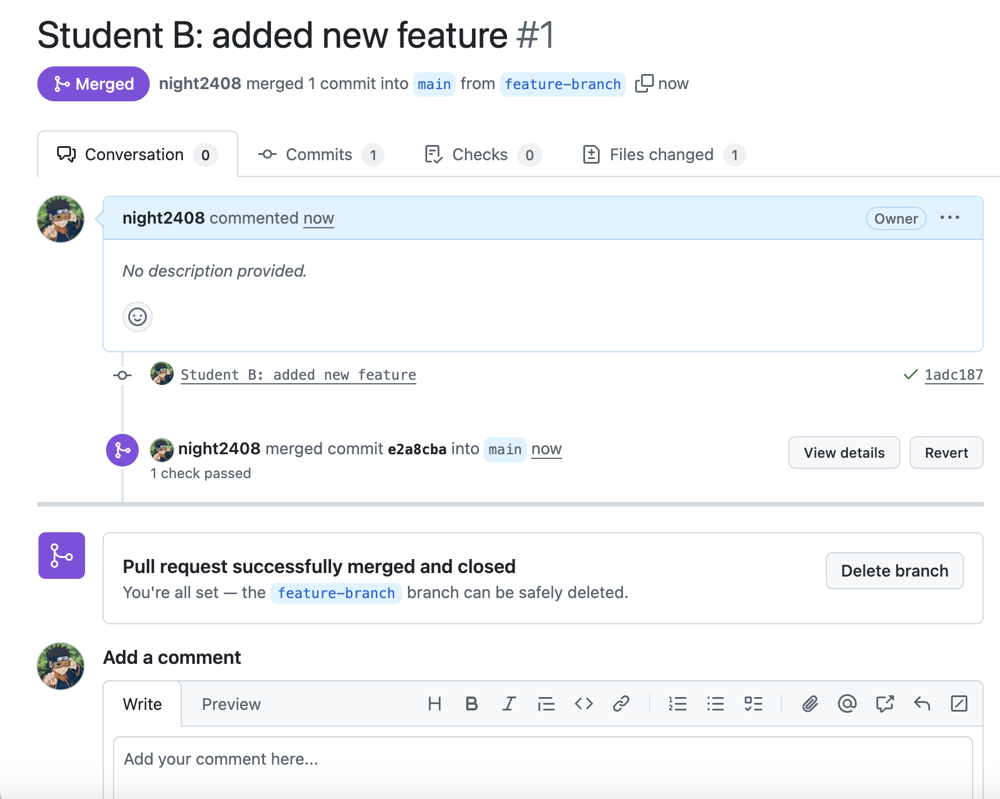 Student B: added new feature #1
Merged night2408 merged 1 commit into main from feature-branch now
Conversation 0 Commits 1 Checks 0 Files changed 1
night2408 commented now Owner
No description provided.
Student B: added new feature 1adc187
night2408 merged commit e2a8cba into main now View details Revert
1 check passed
Pull request successfully merged and closed Delete branch
You're all set — the feature-branch branch can be safely deleted.
Add a comment
Write Preview
Add your comment here...